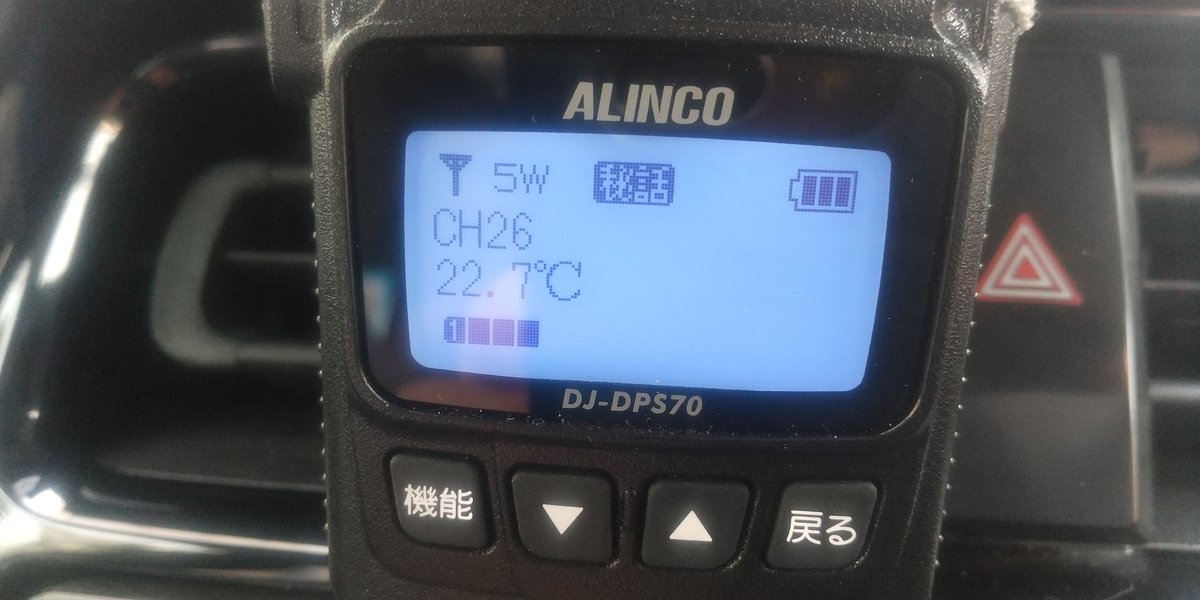 ALINCO
5W 秘話
CH26
22.7℃
1
DJ-DPS70
機能 ▼ ▲ 戻る